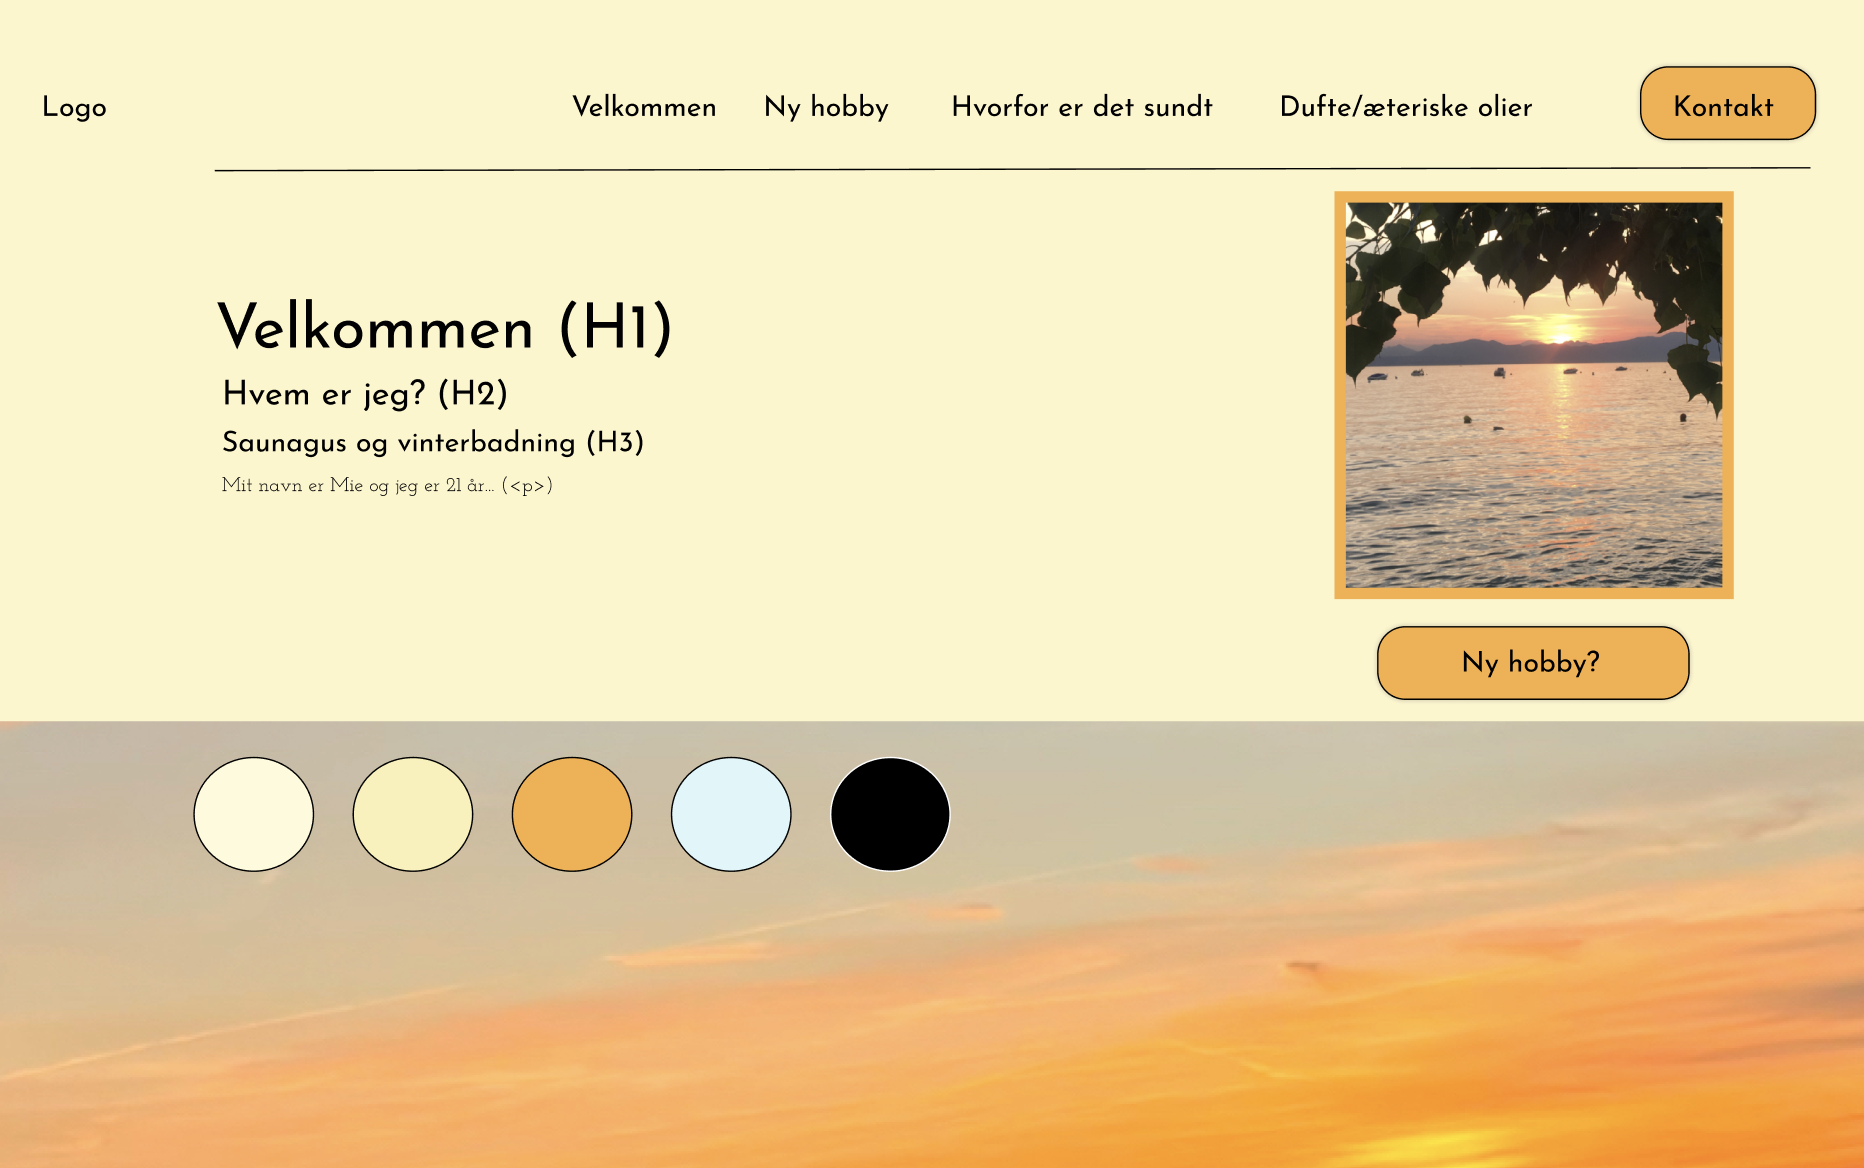 Logo
Velkommen
Ny hobby
Hvorfor er det sundt
Dufte/æteriske olier
Kontakt
Velkommen (H1)
Hvem er jeg? (H2)
Saunagus og vinterbadning (H3)
Mit navn er Mie og jeg er 21 år... (<p>)
Ny hobby?